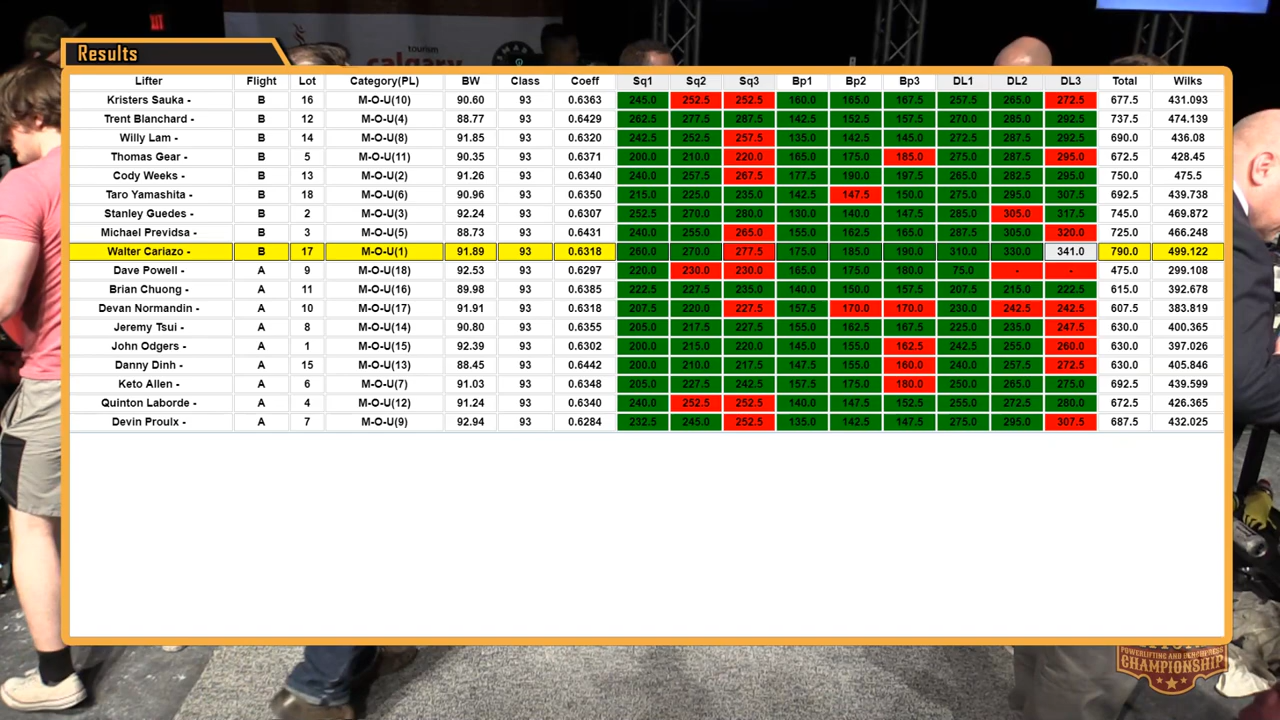 tourism
calgary
Results
Lifter Flight Lot Category(PL) BW Class Coeff Sq1 Sq2 Sq3 Bp1 Bp2 Bp3 DL1 DL2 DL3 Total Wilks
Kristers Sauka - B 16 M-O-U(10) 90.60 93 0.6363 245.0 252.5 252.5 160.0 165.0 167.5 257.5 265.0 272.5 677.5 431.093
Trent Blanchard - B 12 M-O-U(4) 88.77 93 0.6429 262.5 277.5 287.5 142.5 152.5 157.5 270.0 285.0 292.5 737.5 474.139
Willy Lam - B 14 M-O-U(8) 91.85 93 0.6320 242.5 252.5 257.5 135.0 142.5 145.0 272.5 287.5 292.5 690.0 436.08
Thomas Gear - B 5 M-O-U(11) 90.35 93 0.6371 200.0 210.0 220.0 165.0 175.0 185.0 275.0 287.5 295.0 672.5 428.45
Cody Weeks - B 13 M-O-U(2) 91.26 93 0.6340 240.0 257.5 267.5 177.5 190.0 197.5 265.0 282.5 295.0 750.0 475.5
Taro Yamashita - B 18 M-O-U(6) 90.96 93 0.6350 215.0 225.0 235.0 142.5 147.5 150.0 275.0 295.0 307.5 692.5 439.738
Stanley Guedes - B 2 M-O-U(3) 92.24 93 0.6307 252.5 270.0 280.0 130.0 140.0 147.5 285.0 305.0 317.5 745.0 469.872
Michael Previdsa - B 3 M-O-U(5) 88.73 93 0.6431 240.0 255.0 265.0 155.0 162.5 165.0 287.5 305.0 320.0 725.0 466.248
Walter Cariazo - B 17 M-O-U(1) 91.89 93 0.6318 260.0 270.0 277.5 175.0 185.0 190.0 310.0 330.0 341.0 790.0 499.122
Dave Powell - A 9 M-O-U(18) 92.53 93 0.6297 220.0 230.0 230.0 165.0 175.0 180.0 75.0 - - 475.0 299.108
Brian Chuong - A 11 M-O-U(16) 89.98 93 0.6385 222.5 227.5 235.0 140.0 150.0 157.5 207.5 215.0 222.5 615.0 392.678
Devan Normandin - A 10 M-O-U(17) 91.91 93 0.6318 207.5 220.0 227.5 157.5 170.0 170.0 230.0 242.5 242.5 607.5 383.819
Jeremy Tsui - A 8 M-O-U(14) 90.80 93 0.6355 205.0 217.5 227.5 155.0 162.5 167.5 225.0 235.0 247.5 630.0 400.365
John Odgers - A 1 M-O-U(15) 92.39 93 0.6302 200.0 215.0 220.0 145.0 155.0 162.5 242.5 255.0 260.0 630.0 397.026
Danny Dinh - A 15 M-O-U(13) 88.45 93 0.6442 200.0 210.0 217.5 147.5 155.0 160.0 240.0 257.5 272.5 630.0 405.846
Keto Allen - A 6 M-O-U(7) 91.03 93 0.6348 205.0 227.5 242.5 157.5 175.0 180.0 250.0 265.0 275.0 692.5 439.599
Quinton Laborde - A 4 M-O-U(12) 91.24 93 0.6340 240.0 252.5 252.5 140.0 147.5 152.5 255.0 272.5 280.0 672.5 426.365
Devin Proulx - A 7 M-O-U(9) 92.94 93 0.6284 232.5 245.0 252.5 135.0 142.5 147.5 275.0 295.0 307.5 687.5 432.025
POWERLIFTING AND BENCHPRESS
CHAMPIONSHIP